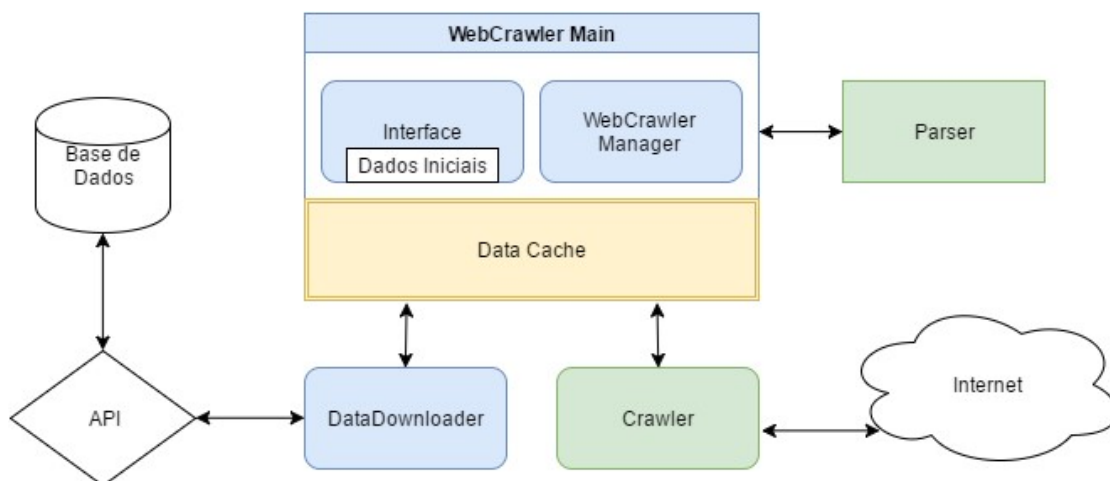 WebCrawler Main
Interface
Dados Iniciais
WebCrawler
Manager
Parser
Base de
Dados
Data Cache
API
DataDownloader
Crawler
Internet